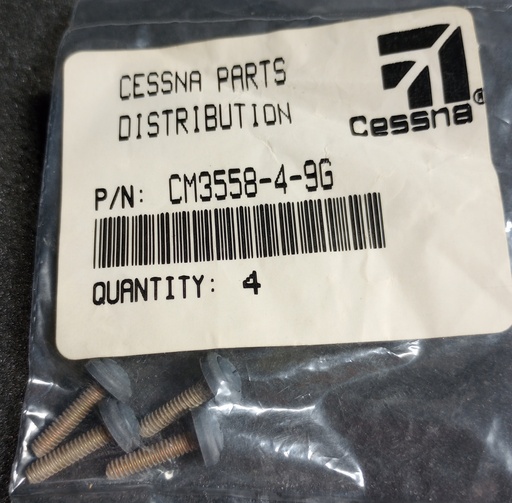 CESSNA PARTS
DISTRIBUTION
Cessna®
P/N: CM3558-4-9G
QUANTITY: 4